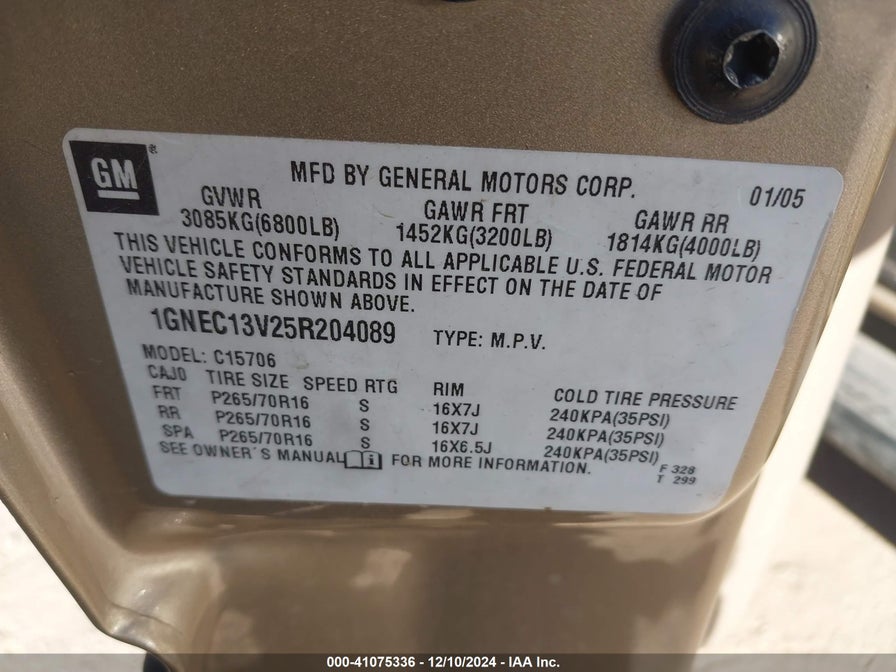 GM®
MFD BY GENERAL MOTORS CORP. 01/05
GVWR GAWR FRT GAWR RR
3085KG(6800LB) 1452KG(3200LB) 1814KG(4000LB)
THIS VEHICLE CONFORMS TO ALL APPLICABLE U.S. FEDERAL MOTOR
VEHICLE SAFETY STANDARDS IN EFFECT ON THE DATE OF
MANUFACTURE SHOWN ABOVE.
1GNEC13V25R204089 TYPE: M.P.V.
MODEL: C15706
CAJ0 TIRE SIZE SPEED RTG RIM COLD TIRE PRESSURE
FRT P265/70R16 S 16X7J 240KPA(35PSI)
RR P265/70R16 S 16X7J 240KPA(35PSI)
SPA P265/70R16 S 16X6.5J 240KPA(35PSI)
SEE OWNER'S MANUAL i FOR MORE INFORMATION.
F 328
T 299
000-41075336 - 12/10/2024 - IAA Inc.